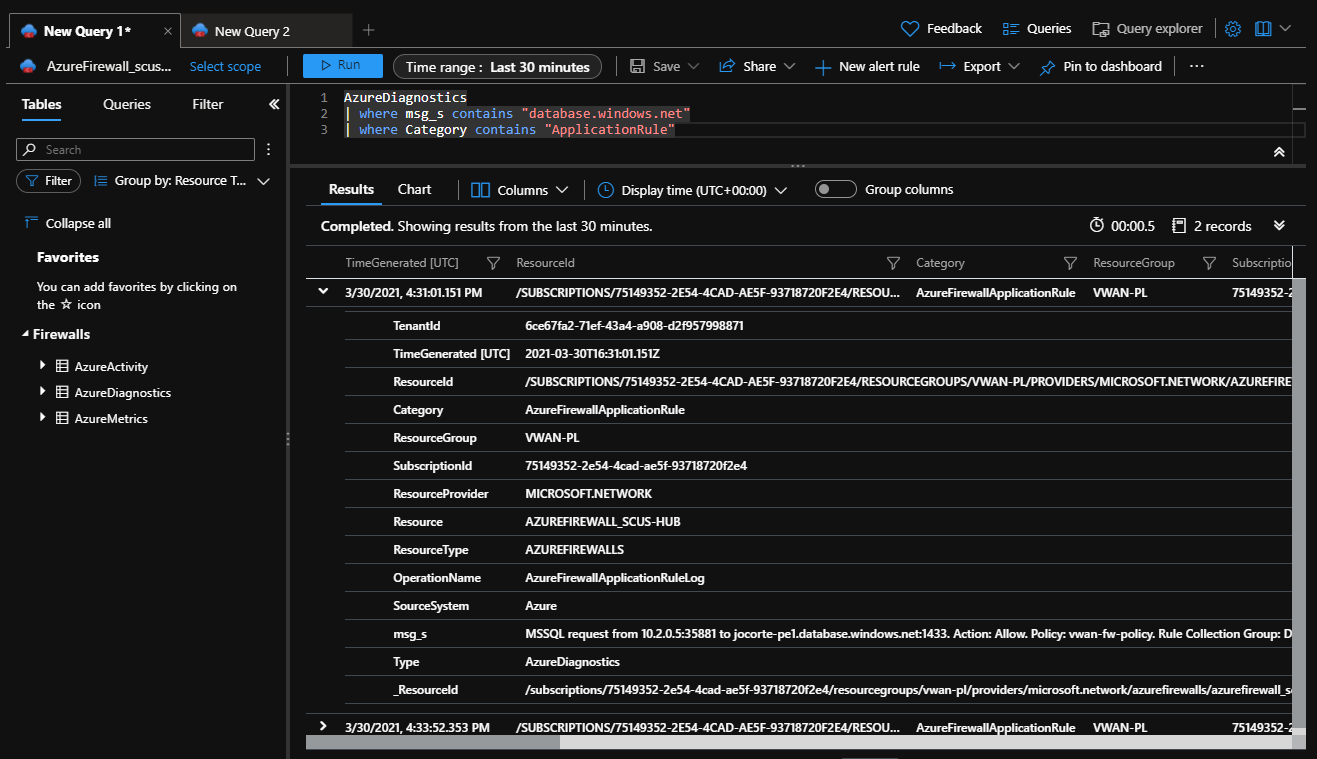 New Query 1*
New Query 2
Feedback
Queries
Query explorer
AzureFirewall_scus...
Select scope
Run
Time range : Last 30 minutes
Save
Share
New alert rule
Export
Pin to dashboard
Tables
Queries
Filter
1 AzureDiagnostics
2 | where msg_s contains "database.windows.net"
3 | where Category contains "ApplicationRule"
Search
Filter
Group by: Resource T...
Collapse all
Favorites
You can add favorites by clicking on
the ☆ icon
Firewalls
AzureActivity
AzureDiagnostics
AzureMetrics
Results
Chart
Columns
Display time (UTC+00:00)
Group columns
Completed. Showing results from the last 30 minutes.
00:00.5
2 records
TimeGenerated [UTC] ResourceId Category ResourceGroup Subscriptio
3/30/2021, 4:31:01.151 PM /SUBSCRIPTIONS/75149352-2E54-4CAD-AE5F-93718720F2E4/RESOU... AzureFirewallApplicationRule VWAN-PL 75149352-2
TenantId 6ce67fa2-71ef-43a4-a908-d2f957998871
TimeGenerated [UTC] 2021-03-30T16:31:01.151Z
ResourceId /SUBSCRIPTIONS/75149352-2E54-4CAD-AE5F-93718720F2E4/RESOURCEGROUPS/VWAN-PL/PROVIDERS/MICROSOFT.NETWORK/AZUREFIRE
Category AzureFirewallApplicationRule
ResourceGroup VWAN-PL
SubscriptionId 75149352-2e54-4cad-ae5f-93718720f2e4
ResourceProvider MICROSOFT.NETWORK
Resource AZUREFIREWALL_SCUS-HUB
ResourceType AZUREFIREWALLS
OperationName AzureFirewallApplicationRuleLog
SourceSystem Azure
msg_s MSSQL request from 10.2.0.5:35881 to jocorte-pe1.database.windows.net:1433. Action: Allow. Policy: vwan-fw-policy. Rule Collection Group: D
Type AzureDiagnostics
_ResourceId /subscriptions/75149352-2e54-4cad-ae5f-93718720f2e4/resourcegroups/vwan-pl/providers/microsoft.network/azurefirewalls/azurefirewall_s
3/30/2021, 4:33:52.353 PM /SUBSCRIPTIONS/75149352-2E54-4CAD-AE5F-93718720F2E4/RESOU... AzureFirewallApplicationRule VWAN-PL 75149352-2